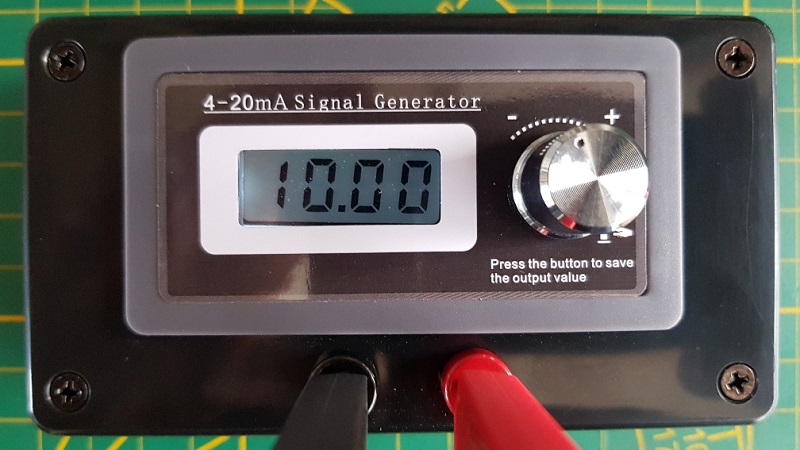 4-20mA Signal Generator
- +
10.00
Press the button to save
the output value